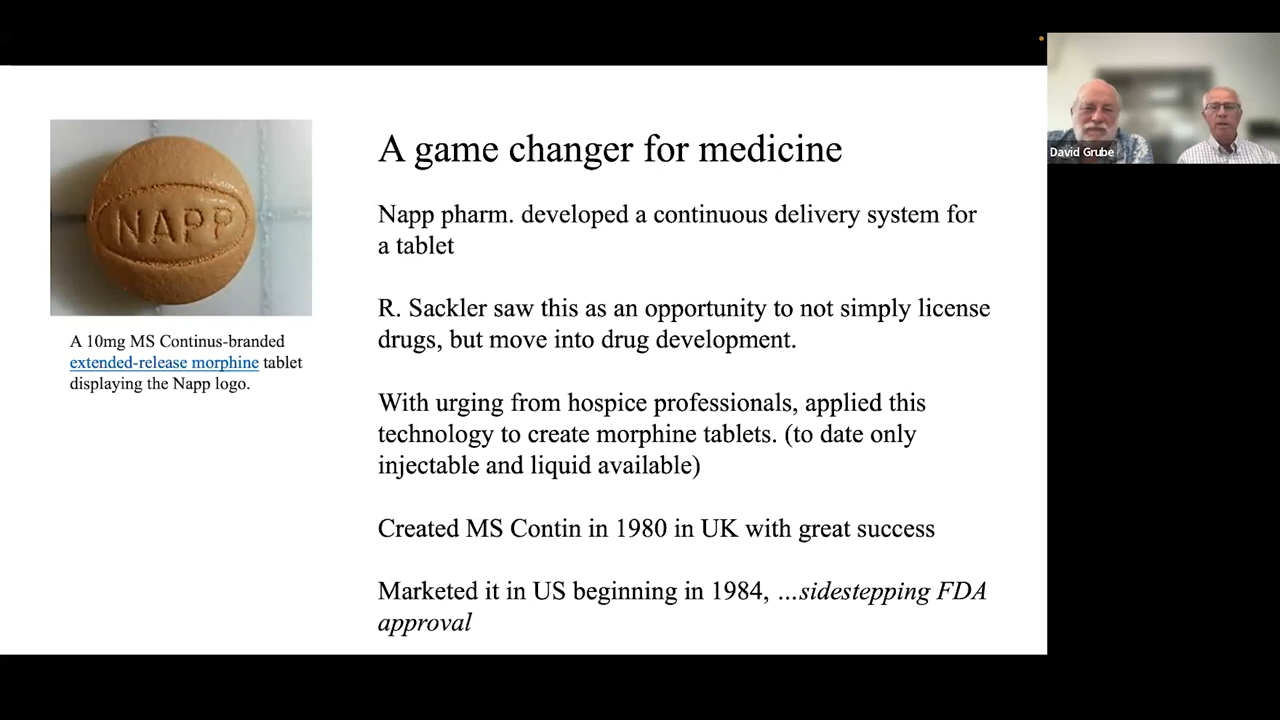 NAPP
A 10mg MS Continus-branded
extended-release morphine tablet
displaying the Napp logo.
A game changer for medicine
Napp pharm. developed a continuous delivery system for
a tablet
R. Sackler saw this as an opportunity to not simply license
drugs, but move into drug development.
With urging from hospice professionals, applied this
technology to create morphine tablets. (to date only
injectable and liquid available)
Created MS Contin in 1980 in UK with great success
Marketed it in US beginning in 1984, ...sidestepping FDA
approval
David Grube